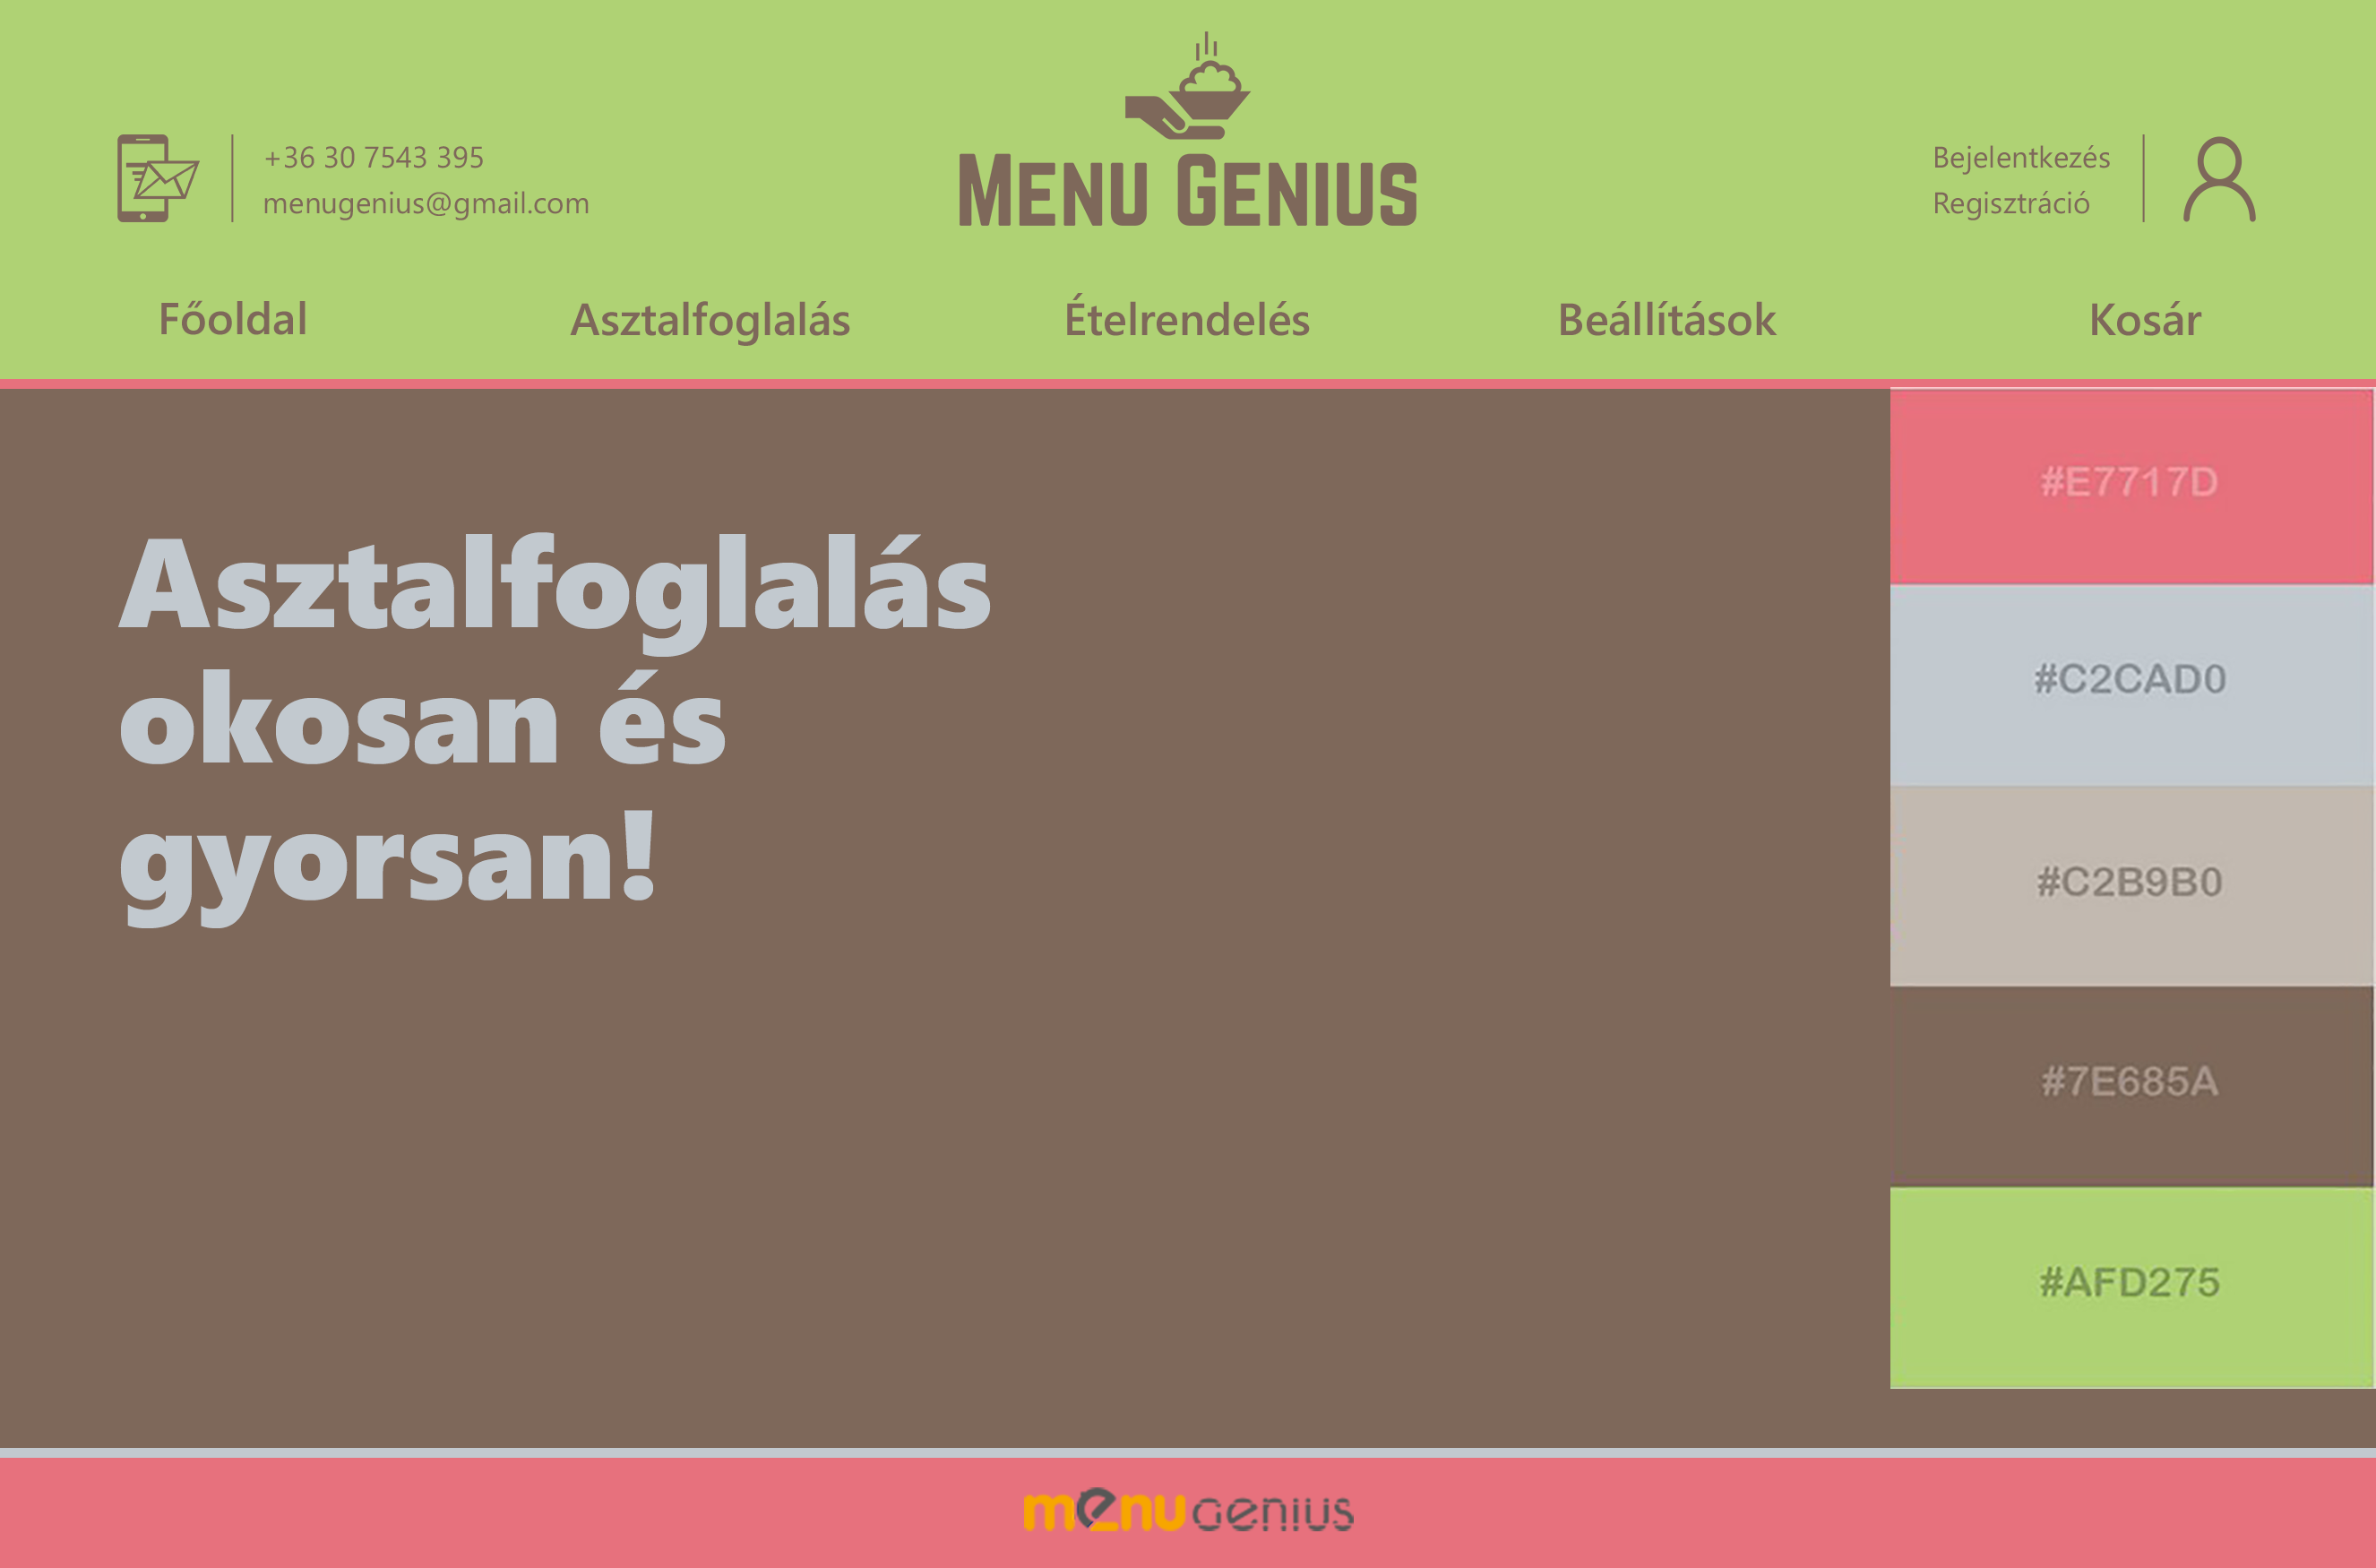 +36 30 7543 395
menugenius@gmail.com
MENU GENIUS
Bejelentkezés
Regisztráció
Főoldal
Asztalfoglalás
Ételrendelés
Beállítások
Kosár
Asztalfoglalás
okosan és
gyorsan!
#E7717D
#C2CAD0
#C2B9B0
#7E685A
#AFD275
menu genius